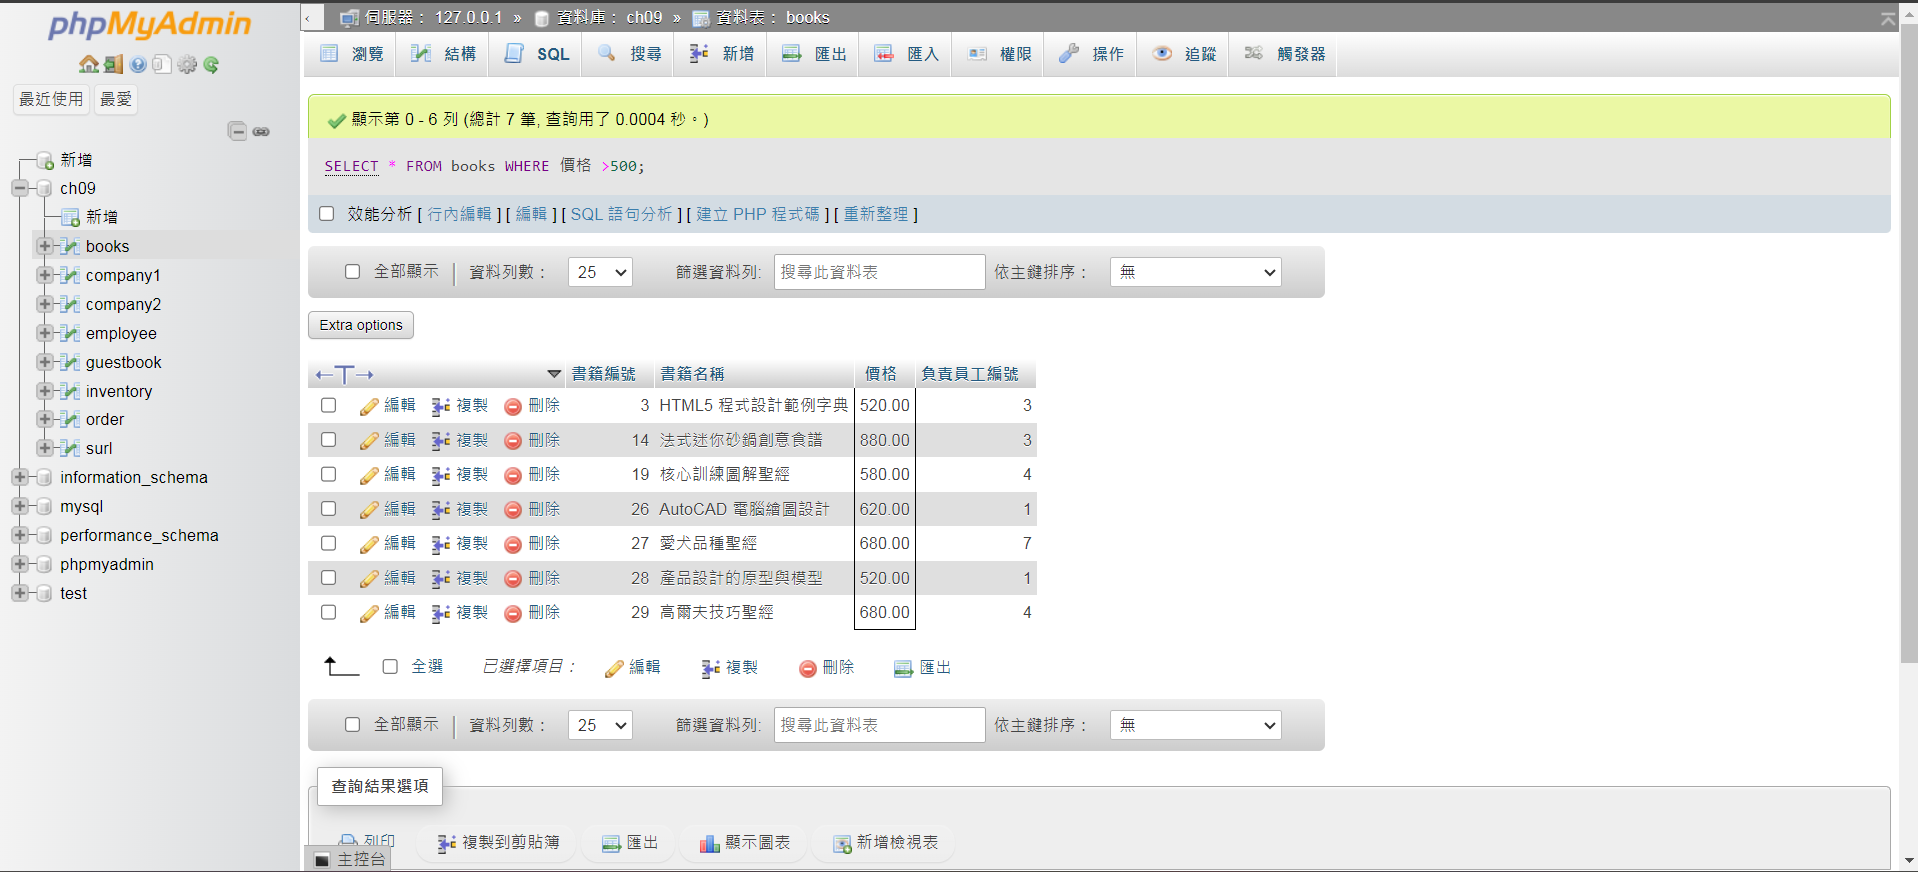 phpMyAdmin
最近使用 最愛
新增
ch09
新增
books
company1
company2
employee
guestbook
inventory
order
surl
information_schema
mysql
performance_schema
phpmyadmin
test
伺服器： 127.0.0.1 » 資料庫： ch09 » 資料表： books
瀏覽 結構 SQL 搜尋 新增 匯出 匯入 權限 操作 追蹤 觸發器
顯示第 0 - 6 列 (總計 7 筆, 查詢用了 0.0004 秒。)
SELECT * FROM books WHERE 價格 >500;
效能分析 [ 行內編輯 ] [ 編輯 ] [ SQL 語句分析 ] [ 建立 PHP 程式碼 ] [ 重新整理 ]
全部顯示 | 資料列數： 25 篩選資料列: 搜尋此資料表 依主鍵排序： 無
Extra options
←T→ 書籍編號 書籍名稱 價格 負責員工編號
編輯 複製 刪除 3 HTML5 程式設計範例字典 520.00 3
編輯 複製 刪除 14 法式迷你砂鍋創意食譜 880.00 3
編輯 複製 刪除 19 核心訓練圖解聖經 580.00 4
編輯 複製 刪除 26 AutoCAD 電腦繪圖設計 620.00 1
編輯 複製 刪除 27 愛犬品種聖經 680.00 7
編輯 複製 刪除 28 產品設計的原型與模型 520.00 1
編輯 複製 刪除 29 高爾夫技巧聖經 680.00 4
全選 已選擇項目： 編輯 複製 刪除 匯出
全部顯示 | 資料列數： 25 篩選資料列: 搜尋此資料表 依主鍵排序： 無
查詢結果選項
列印 複製到剪貼簿 匯出 顯示圖表 新增檢視表
主控台